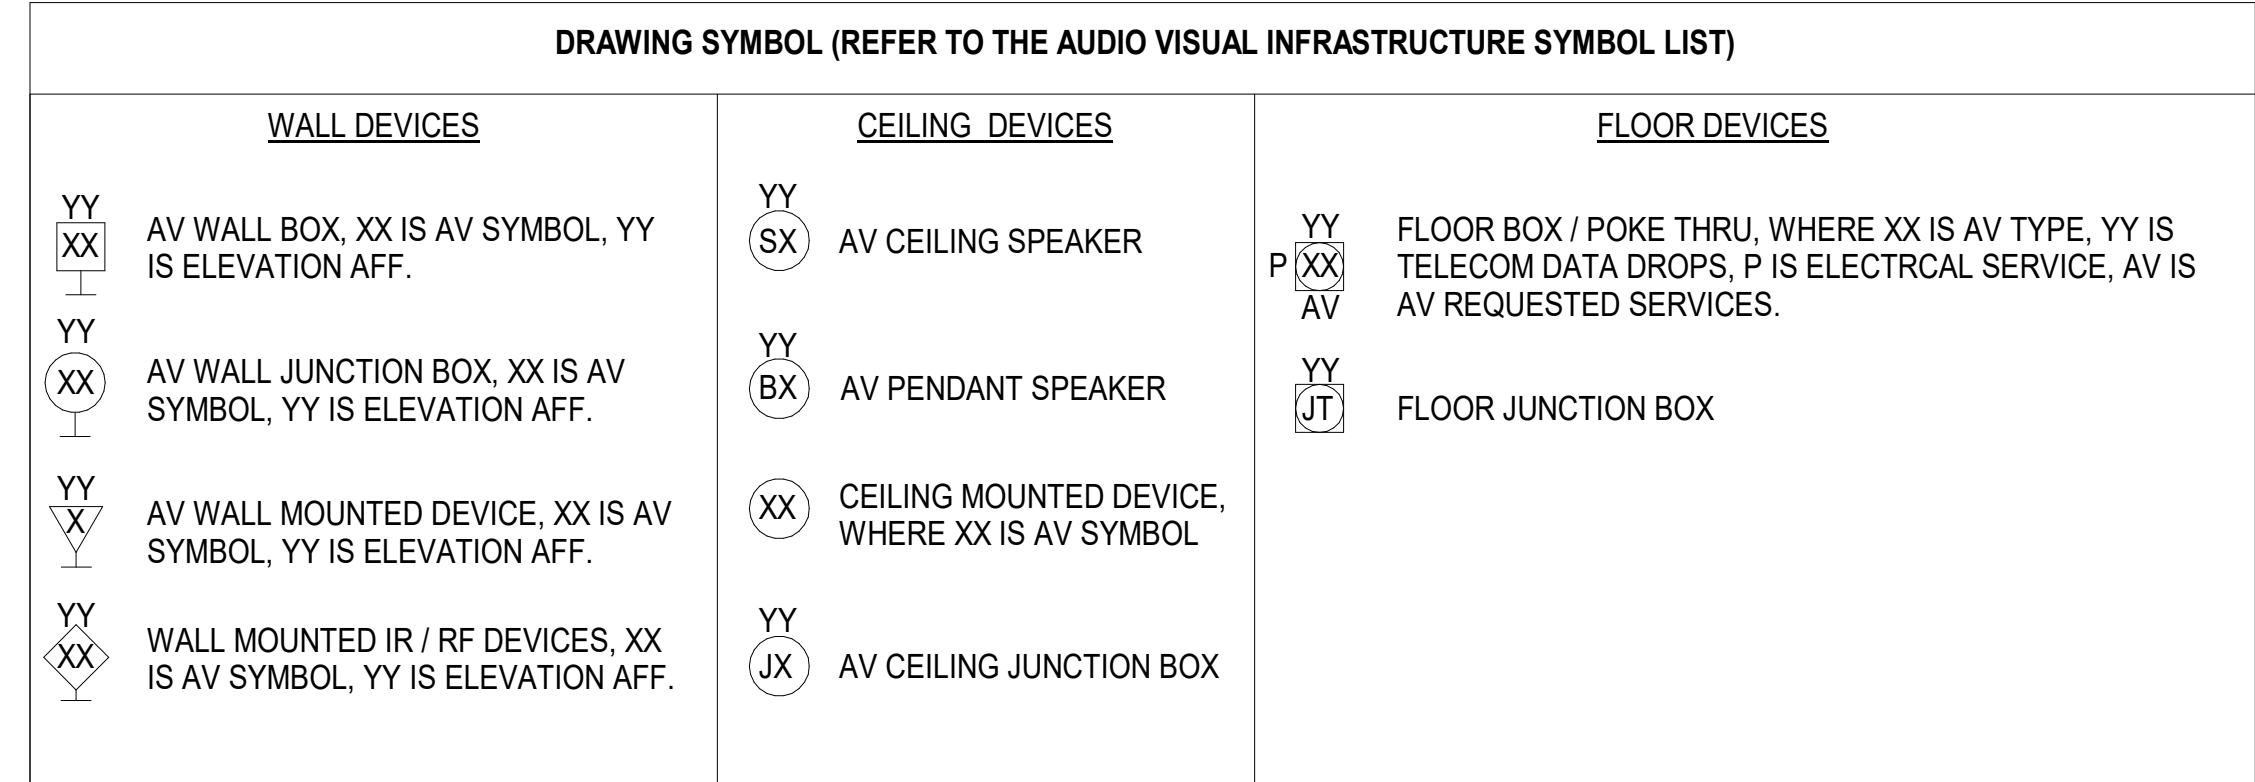 DRAWING SYMBOL (REFER TO THE AUDIO VISUAL INFRASTRUCTURE SYMBOL LIST)
WALL DEVICES
YY
XX
AV WALL BOX, XX IS AV SYMBOL, YY
IS ELEVATION AFF.
YY
XX
AV WALL JUNCTION BOX, XX IS AV
SYMBOL, YY IS ELEVATION AFF.
YY
X
AV WALL MOUNTED DEVICE, XX IS AV
SYMBOL, YY IS ELEVATION AFF.
YY
XX
WALL MOUNTED IR / RF DEVICES, XX
IS AV SYMBOL, YY IS ELEVATION AFF.
CEILING DEVICES
YY
SX
AV CEILING SPEAKER
YY
BX
AV PENDANT SPEAKER
XX
CEILING MOUNTED DEVICE,
WHERE XX IS AV SYMBOL
YY
JX
AV CEILING JUNCTION BOX
FLOOR DEVICES
YY
P XX
AV
FLOOR BOX / POKE THRU, WHERE XX IS AV TYPE, YY IS
TELECOM DATA DROPS, P IS ELECTRCAL SERVICE, AV IS
AV REQUESTED SERVICES.
YY
JT
FLOOR JUNCTION BOX